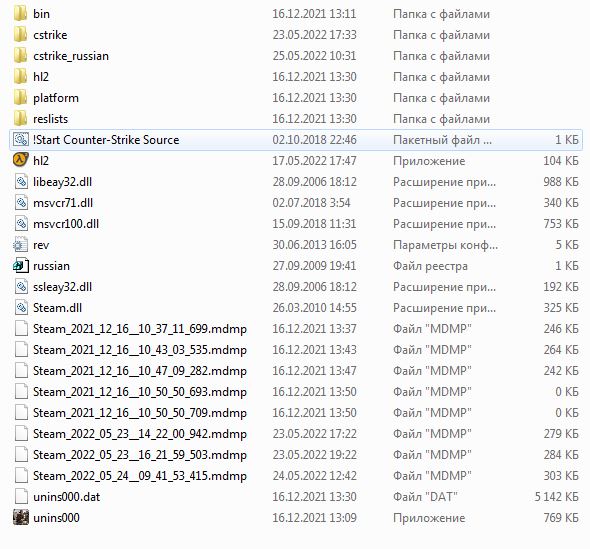 bin 16.12.2021 13:11 Папка с файлами
cstrike 23.05.2022 17:33 Папка с файлами
cstrike_russian 25.05.2022 10:31 Папка с файлами
hl2 16.12.2021 13:30 Папка с файлами
platform 16.12.2021 13:30 Папка с файлами
reslists 16.12.2021 13:30 Папка с файлами
!Start Counter-Strike Source 02.10.2018 22:46 Пакетный файл ... 1 КБ
hl2 17.05.2022 17:47 Приложение 104 КБ
libeay32.dll 28.09.2006 18:12 Расширение при... 988 КБ
msvcr71.dll 02.07.2018 3:54 Расширение при... 340 КБ
msvcr100.dll 15.09.2018 11:31 Расширение при... 753 КБ
rev 30.06.2013 16:05 Параметры конф... 5 КБ
russian 27.09.2009 19:41 Файл реестра 1 КБ
ssleay32.dll 28.09.2006 18:12 Расширение при... 192 КБ
Steam.dll 26.03.2010 14:55 Расширение при... 325 КБ
Steam_2021_12_16__10_37_11_699.mdmp 16.12.2021 13:37 Файл "MDMP" 246 КБ
Steam_2021_12_16__10_43_03_535.mdmp 16.12.2021 13:43 Файл "MDMP" 264 КБ
Steam_2021_12_16__10_47_09_282.mdmp 16.12.2021 13:47 Файл "MDMP" 242 КБ
Steam_2021_12_16__10_50_50_693.mdmp 16.12.2021 13:50 Файл "MDMP" 0 КБ
Steam_2021_12_16__10_50_50_709.mdmp 16.12.2021 13:50 Файл "MDMP" 0 КБ
Steam_2022_05_23__14_22_00_942.mdmp 23.05.2022 17:22 Файл "MDMP" 279 КБ
Steam_2022_05_23__16_21_59_503.mdmp 23.05.2022 19:22 Файл "MDMP" 284 КБ
Steam_2022_05_24__09_41_53_415.mdmp 24.05.2022 12:42 Файл "MDMP" 303 КБ
unins000.dat 16.12.2021 13:30 Файл "DAT" 5 142 КБ
unins000 16.12.2021 13:09 Приложение 769 КБ